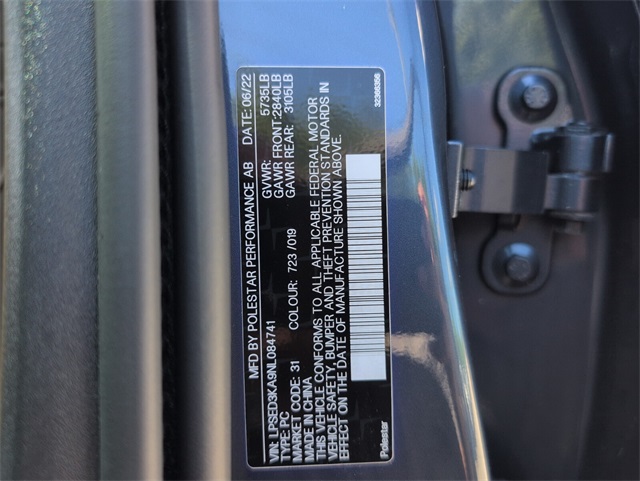 MFD BY POLESTAR PERFORMANCE AB DATE: 06/22
GVWR: 5735LB
GAWR FRONT: 2840LB
GAWR REAR: 3105LB
VIN: LPSED3KA9NL084741
TYPE: PC
MARKET CODE: 31 COLOUR: 723 /019
MADE IN CHINA
THIS VEHICLE CONFORMS TO ALL APPLICABLE FEDERAL MOTOR
VEHICLE SAFETY, BUMPER AND THEFT PREVENTION STANDARDS IN
EFFECT ON THE DATE OF MANUFACTURE SHOWN ABOVE.
Polestar 32369358